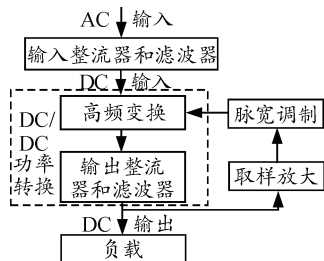 AC 输入
输入整流器和滤波器
DC 输入
高频变换
脉宽调制
DC/
DC
功率
转换
输出整流
器和滤波器
取样放大
DC 输出
负载